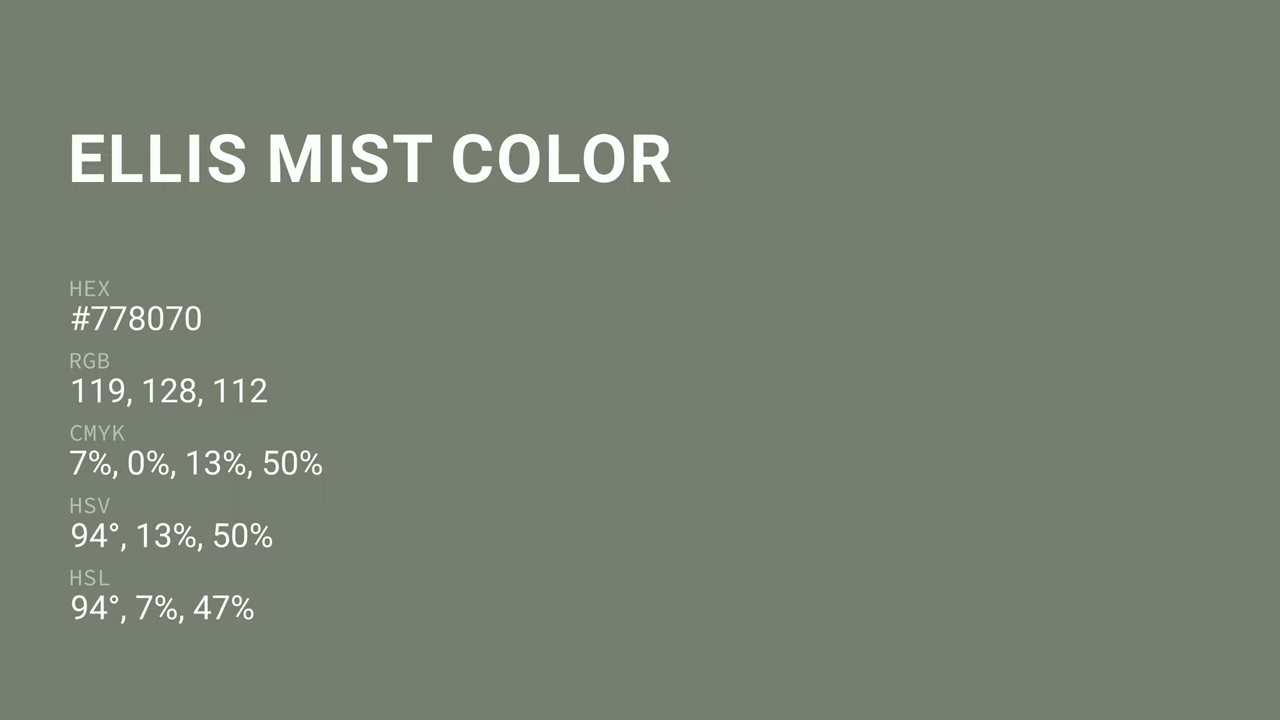 ELLIS MIST COLOR
HEX
#778070
RGB
119, 128, 112
CMYK
7%, 0%, 13%, 50%
HSV
94°, 13%, 50%
HSL
94°, 7%, 47%